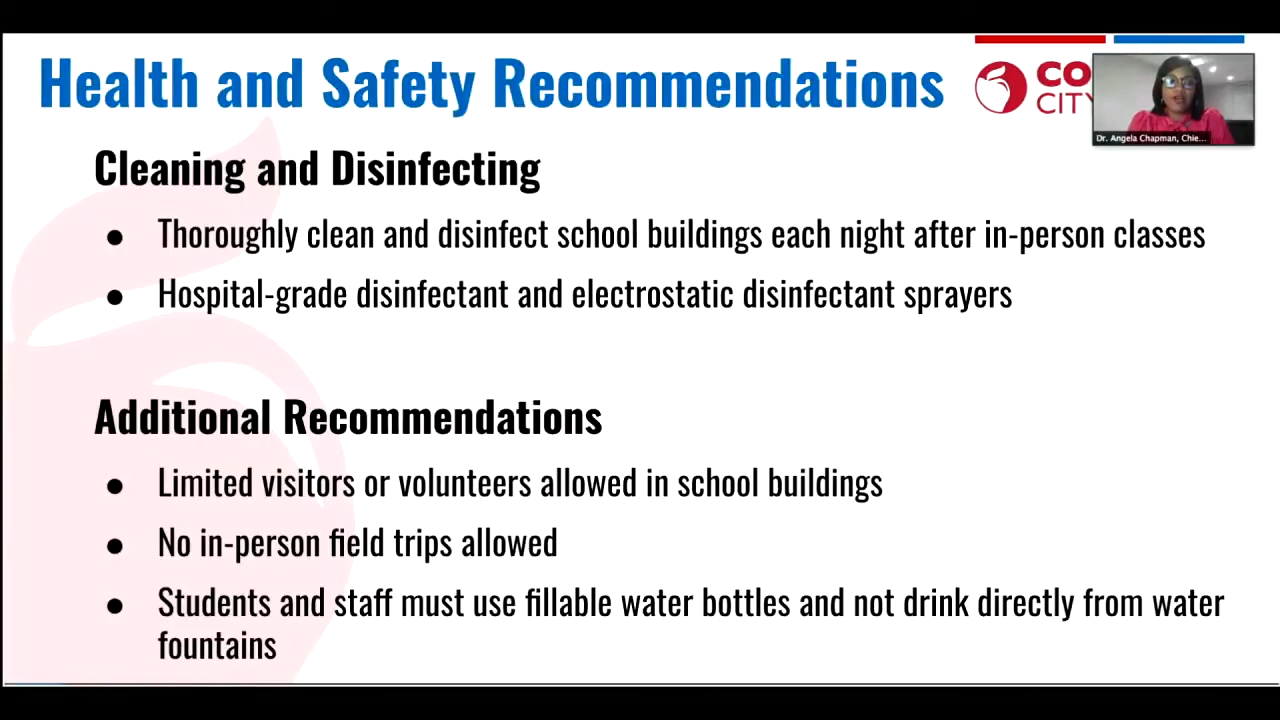 Health and Safety Recommendations
CO
CITY
Dr. Angela Chapman, Chie...
Cleaning and Disinfecting
● Thoroughly clean and disinfect school buildings each night after in-person classes
● Hospital-grade disinfectant and electrostatic disinfectant sprayers
Additional Recommendations
● Limited visitors or volunteers allowed in school buildings
● No in-person field trips allowed
● Students and staff must use fillable water bottles and not drink directly from water
fountains